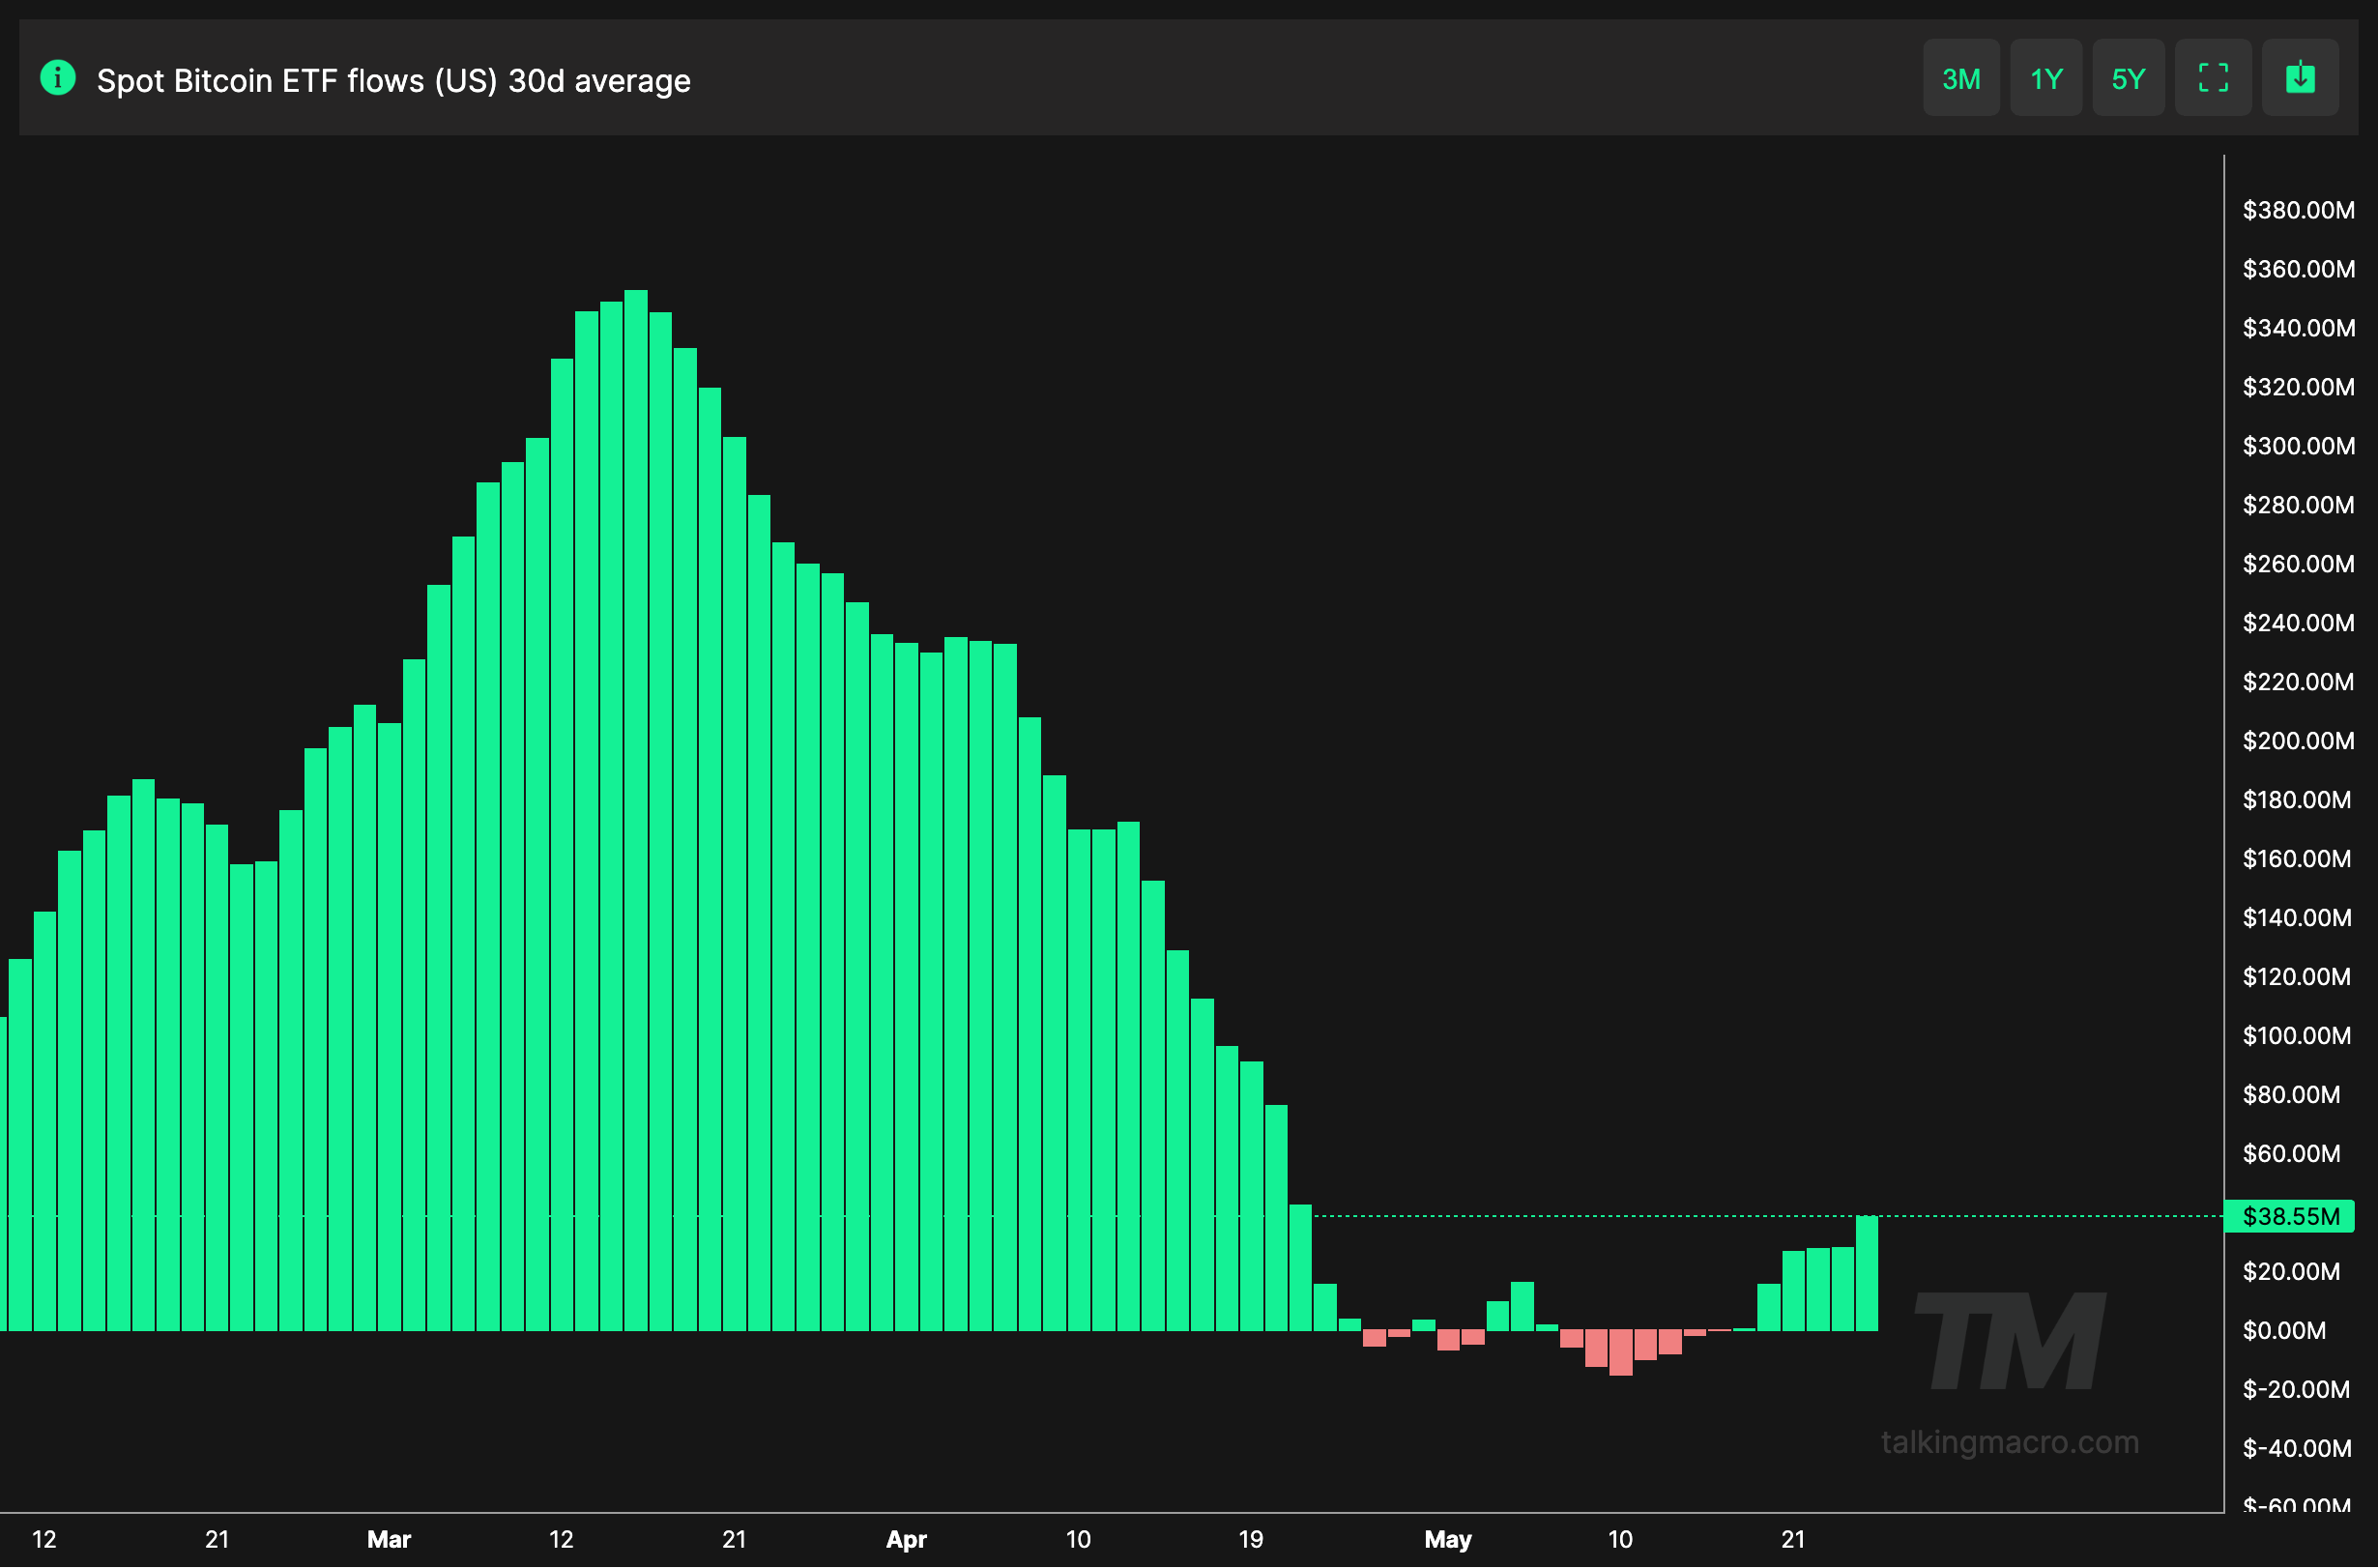 i Spot Bitcoin ETF flows (US) 30d average
3M 1Y 5Y
$380.00M
$360.00M
$340.00M
$320.00M
$300.00M
$280.00M
$260.00M
$240.00M
$220.00M
$200.00M
$180.00M
$160.00M
$140.00M
$120.00M
$100.00M
$80.00M
$60.00M
$38.55M
$20.00M
$0.00M
$-20.00M
$-40.00M
$-60.00M
TM
talkingmacro.com
12 21 Mar 12 21 Apr 10 19 May 10 21